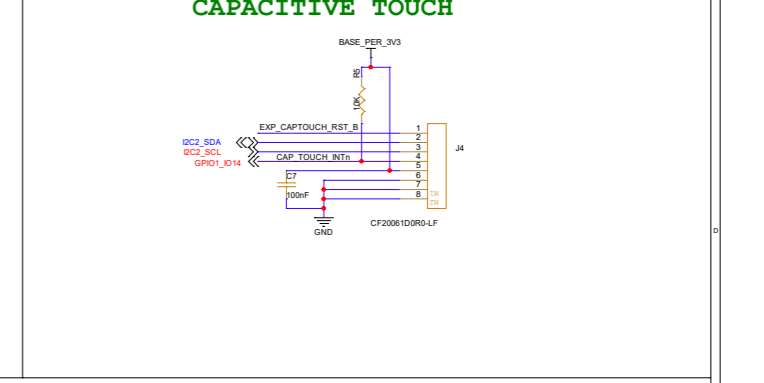 CAPACITIVE TOUCH
BASE_PER_3V3
R5
10K
EXP_CAPTOUCH_RST_B
I2C2_SDA
I2C2_SCL
GPIO1_IO14
CAP_TOUCH_INTn
1
2
3
4
5
6
7
8
J4
C7
100nF
GND
CF20061D0R0-LF
D